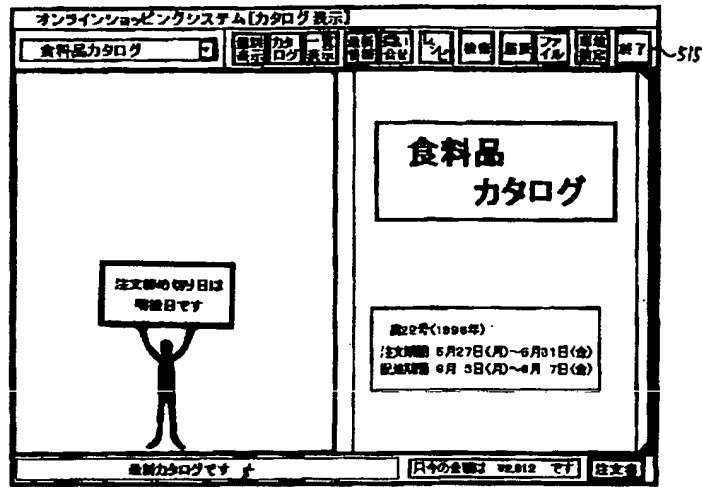 オンラインショッピングシステム[カタログ表示]
食料品カタログ
個別表示 カタログ 一覧表示 最新情報 問い合せ レシピ 検索 履歴 ファイル 終了
515
食料品
カタログ
注文締め切り日は
明後日です
第22号(1996年)
注文期間 5月27日(月)〜5月31日(金)
配達期間 6月 3日(月)〜6月 7日(金)
最新カタログです
只今の金額は ¥2,812 です 注文書